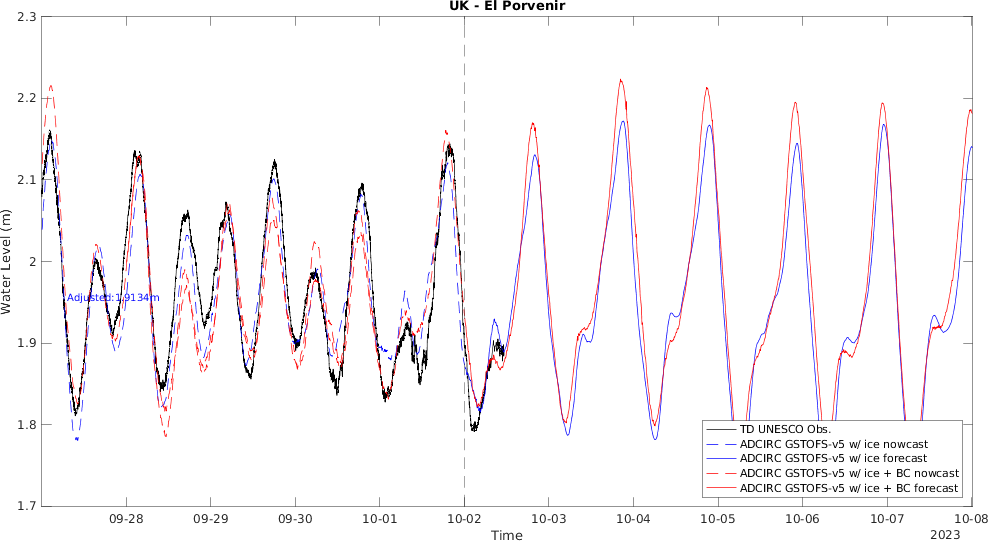 UK - El Porvenir
2.3
2.2
2.1
2
1.9
1.8
1.7
Water Level (m)
Adjusted:1.9134m
TD UNESCO Obs.
ADCIRC GSTOFS-v5 w/ ice nowcast
ADCIRC GSTOFS-v5 w/ ice forecast
ADCIRC GSTOFS-v5 w/ ice + BC nowcast
ADCIRC GSTOFS-v5 w/ ice + BC forecast
09-28 09-29 09-30 10-01 10-02 10-03 10-04 10-05 10-06 10-07 10-08
Time
2023